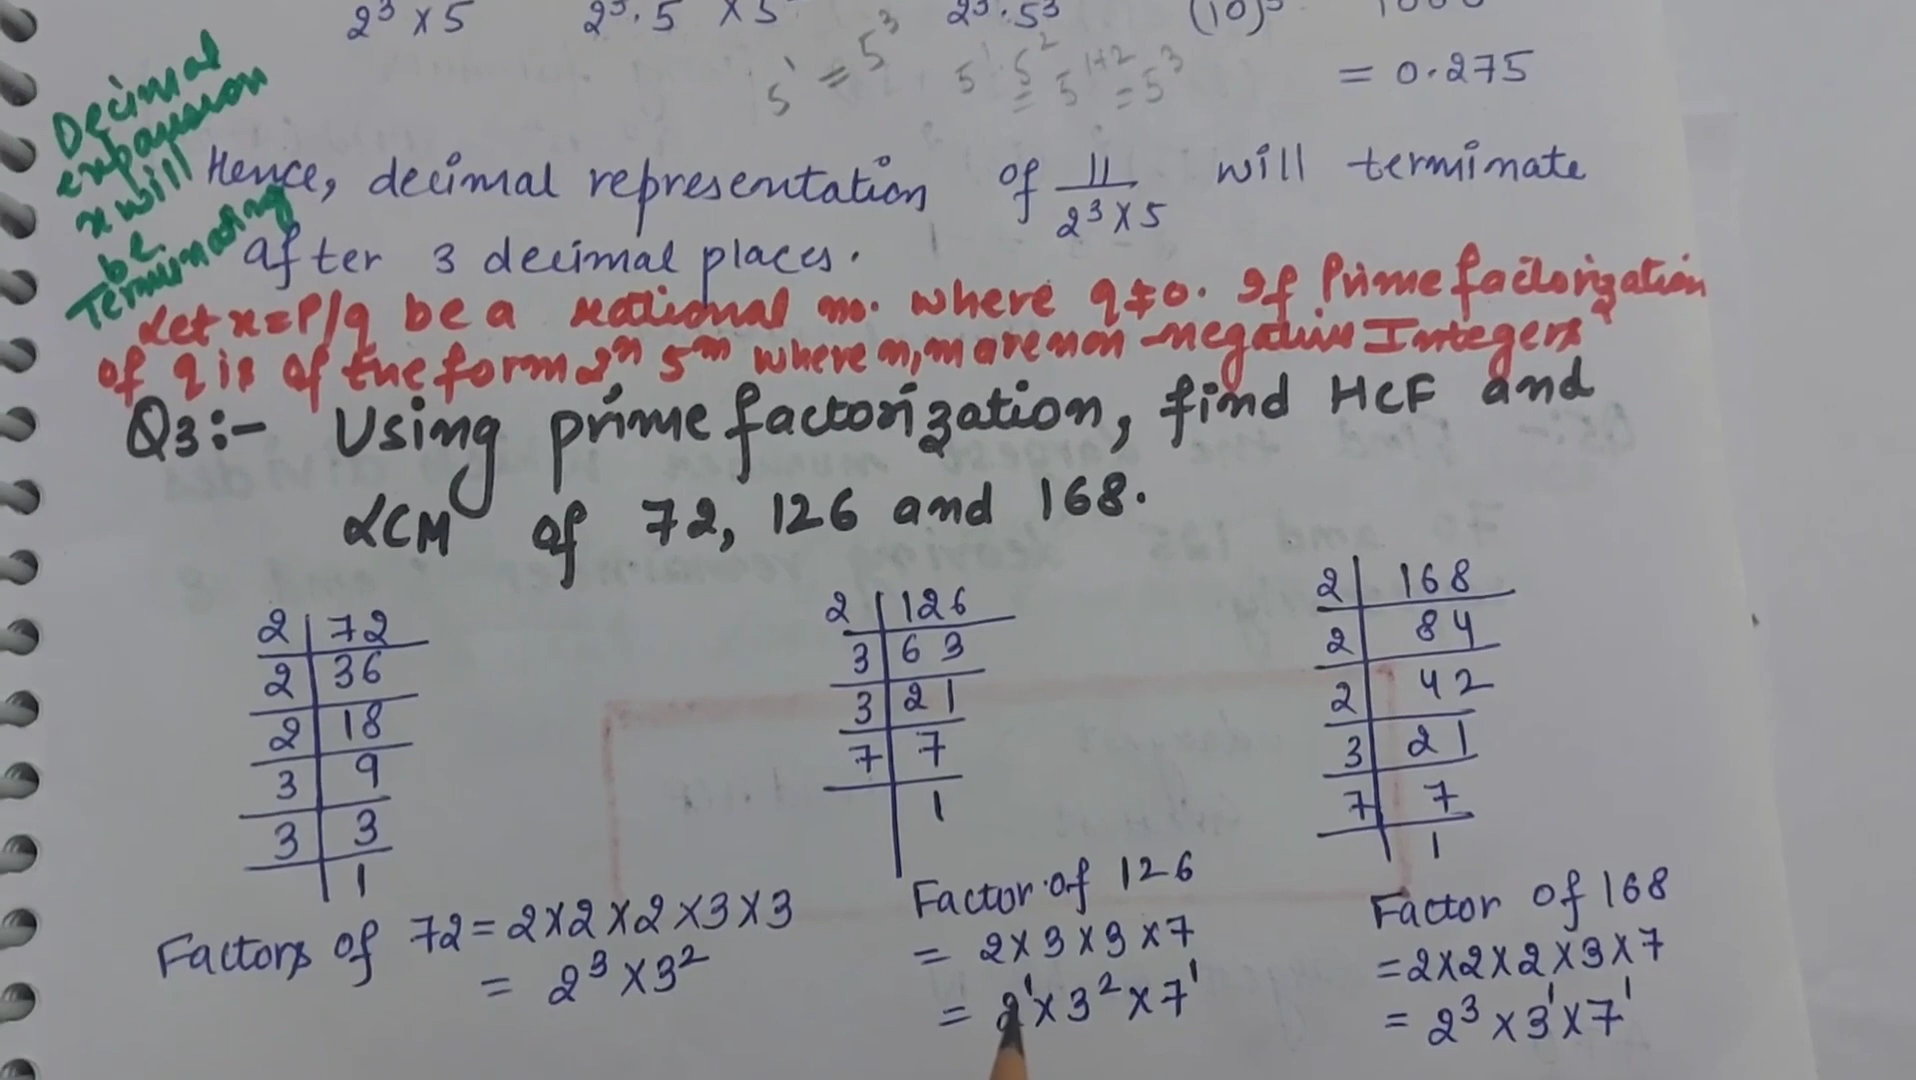 2³ × 5 2³·5 × 5 2³·5³ (10)³ 1000
5¹ = 5³ 5¹ 5² = 5¹⁺² = 5³ = 0.275
Decimal
expansion
x will
be
Terminating
Hence, decimal representation of 11/2³×5 will terminate
after 3 decimal places.
Let x = P/q be a rational no. where q≠0. If Prime factorization
of q is of the form 2ⁿ 5ᵐ where n, m are non-negative Integers
Q3:- Using prime factorization, find HCF and
LCM of 72, 126 and 168.
2 | 72
2 | 36
2 | 18
3 | 9
3 | 3
| 1
Factors of 72 = 2×2×2×3×3
= 2³ × 3²
2 | 126
3 | 63
3 | 21
7 | 7
| 1
Factor of 126
= 2×3×3×7
= 2¹×3²×7¹
2 | 168
2 | 84
2 | 42
3 | 21
7 | 7
| 1
Factor of 168
= 2×2×2×3×7
= 2³×3¹×7¹